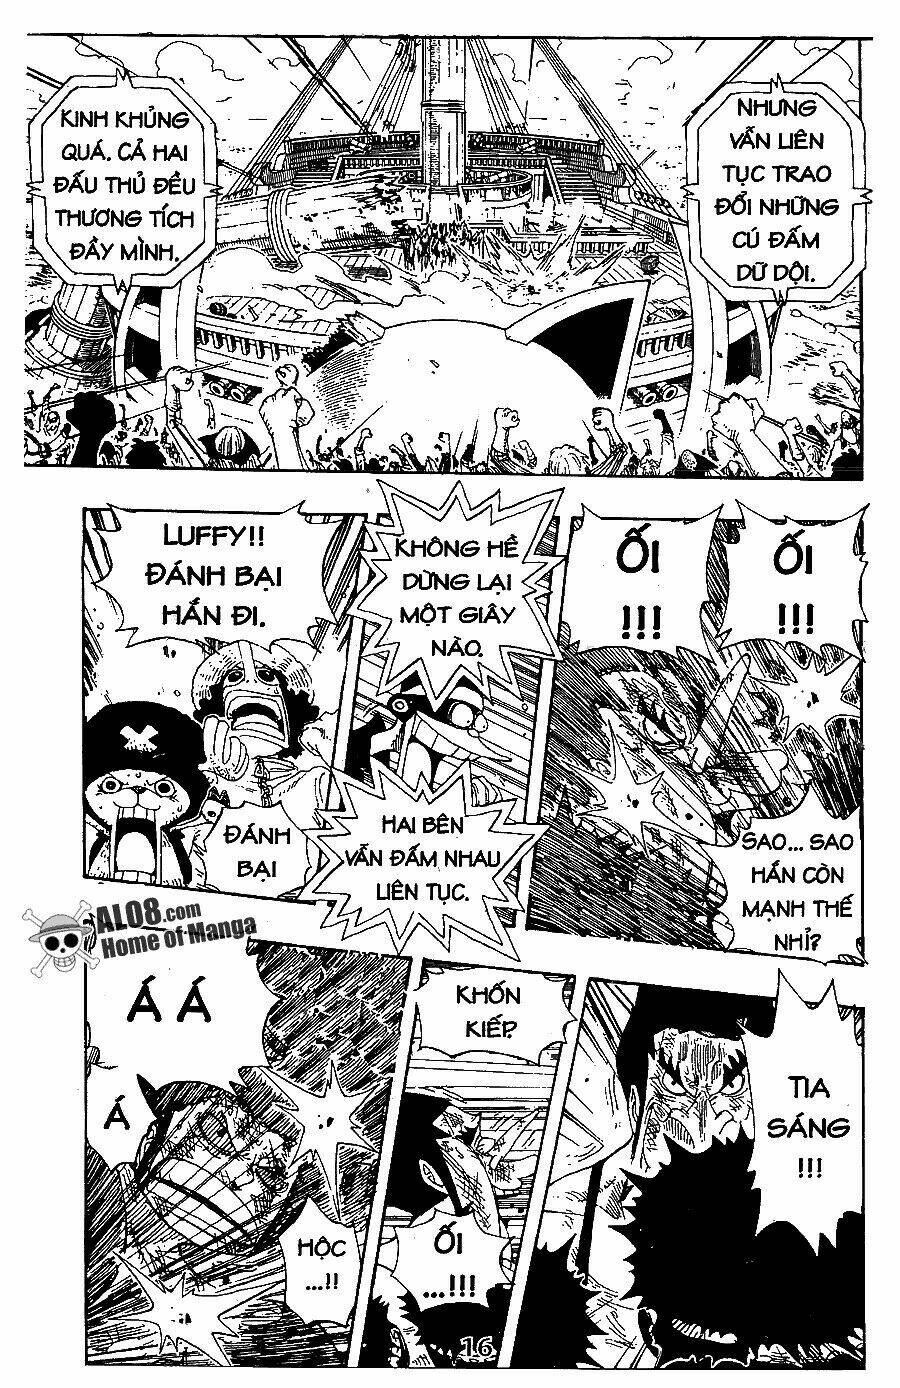 NHƯNG
VẪN LIÊN
TỤC TRAO
ĐỔI NHỮNG
CÚ ĐẤM
DỮ DỘI.
KINH KHỦNG
QUÁ. CẢ HAI
ĐẤU THỦ ĐỀU
THƯƠNG TÍCH
ĐẦY MÌNH.
ỐI
!!!
ỐI
!!!
SAO... SAO
HẮN CÒN
MẠNH THẾ
NHỈ?
KHÔNG HỀ
DỪNG LẠI
MỘT GIÂY
NÀO.
HAI BÊN
VẪN ĐẤM NHAU
LIÊN TỤC.
LUFFY!!
ĐÁNH BẠI
HẮN ĐI.
ĐÁNH
BẠI
AL08.com
Home of Manga
TIA
SÁNG
!!!
KHỐN
KIẾP.
ỐI
...!!!
Á Á
Á
HỘC
...!!
16